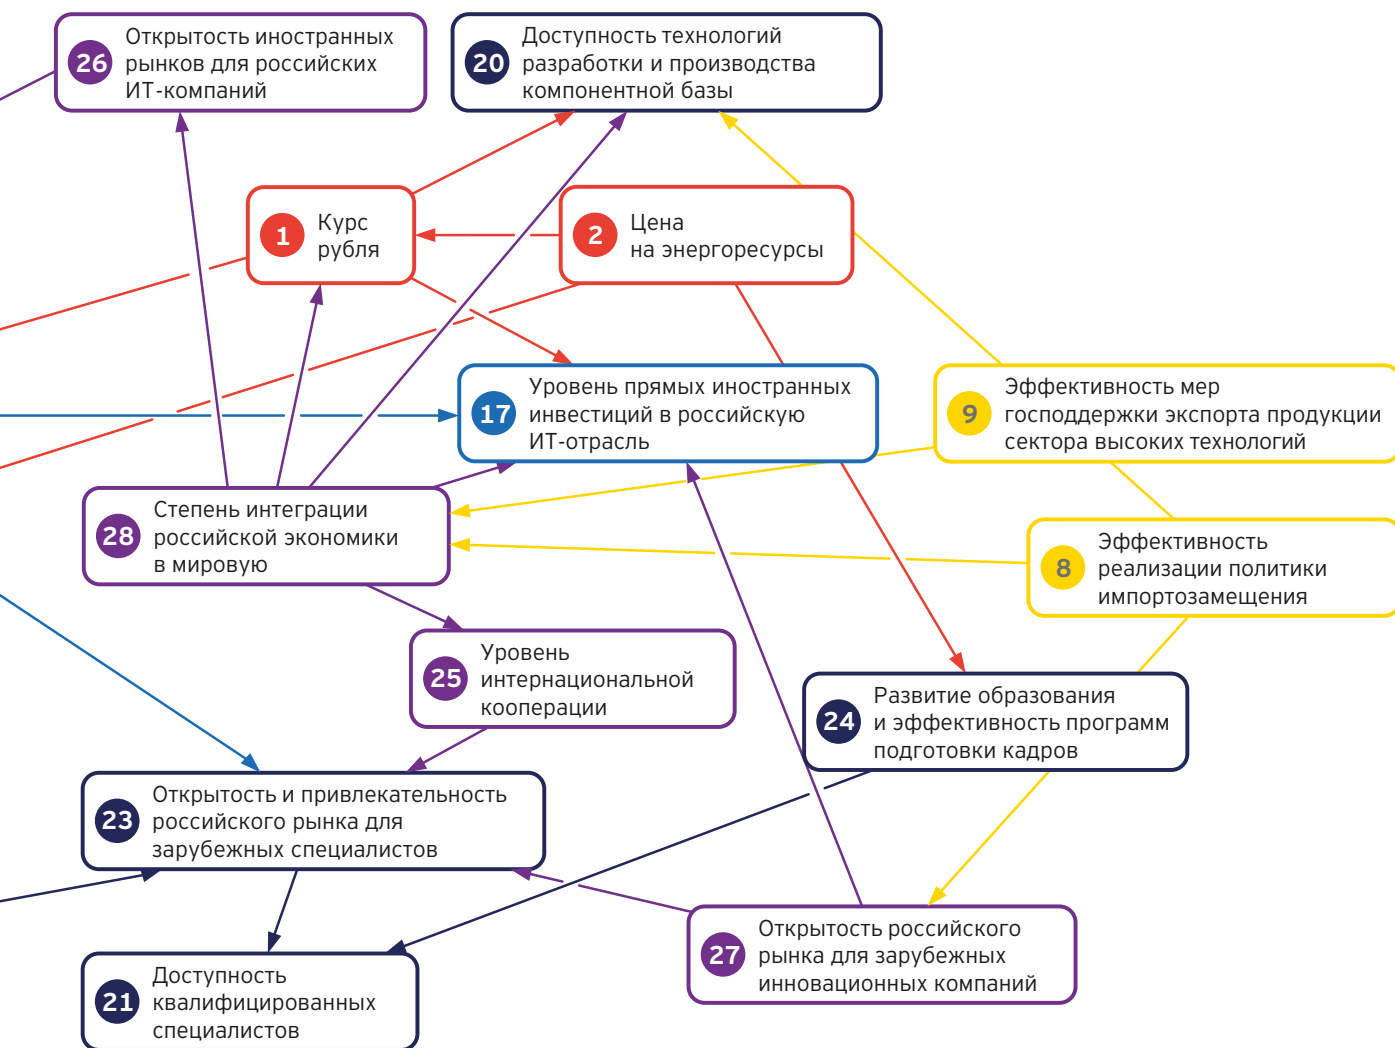 26
Открытость иностранных
рынков для российских
ИТ-компаний
20
Доступность технологий
разработки и производства
компонентной базы
1
Курс
рубля
2
Цена
на энергоресурсы
17
Уровень прямых иностранных
инвестиций в российскую
ИТ-отрасль
9
Эффективность мер
господдержки экспорта продукции
сектора высоких технологий
28
Степень интеграции
российской экономики
в мировую
8
Эффективность
реализации политики
импортозамещения
25
Уровень
интернациональной
кооперации
24
Развитие образования
и эффективность программ
подготовки кадров
23
Открытость и привлекательность
российского рынка для
зарубежных специалистов
27
Открытость российского
рынка для зарубежных
инновационных компаний
21
Доступность
квалифицированных
специалистов